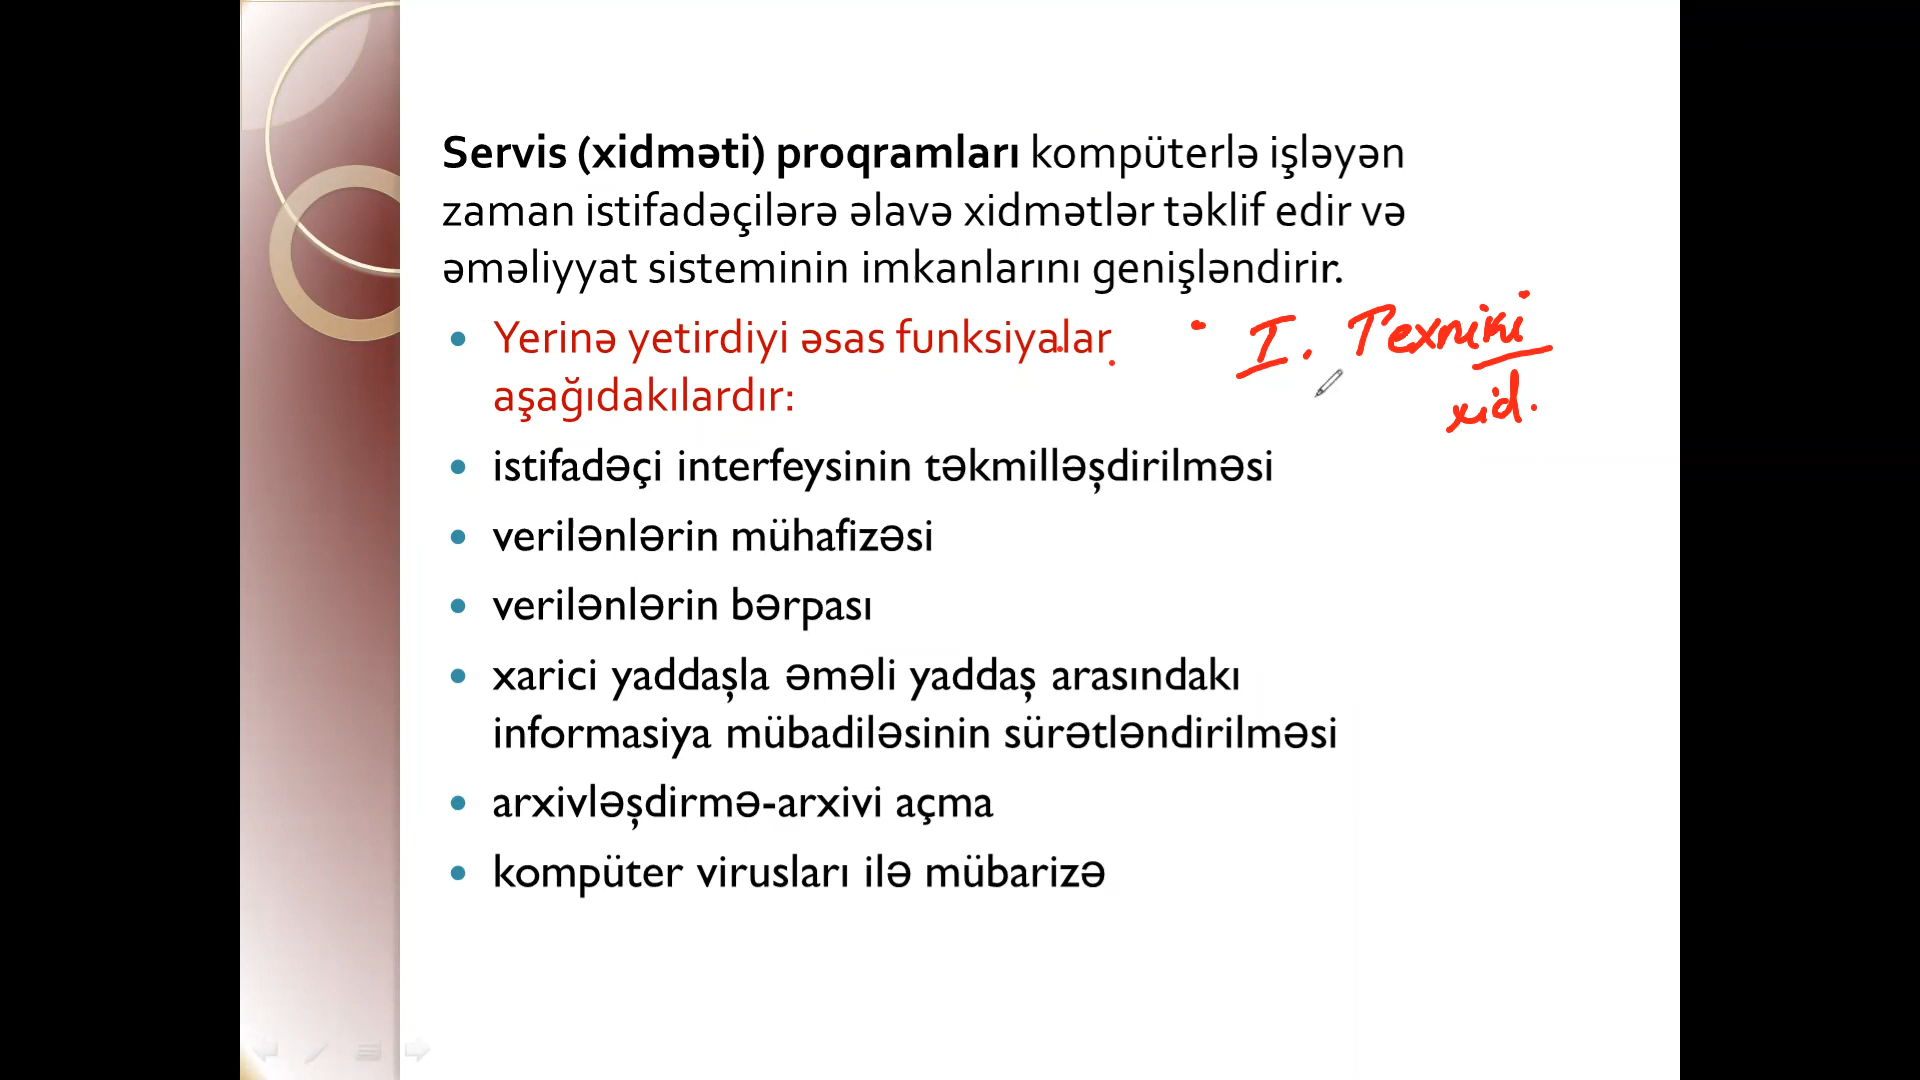 Servis (xidməti) proqramları kompüterlə işləyən
zaman istifadəçilərə əlavə xidmətlər təklif edir və
əməliyyat sisteminin imkanlarını genişləndirir.
• Yerinə yetirdiyi əsas funksiyalar
aşağıdakılardır:
I. Texniki
xid.
• istifadəçi interfeysinin təkmilləşdirilməsi
• verilənlərin mühafizəsi
• verilənlərin bərpası
• xarici yaddaşla əməli yaddaş arasındakı
informasiya mübadiləsinin sürətləndirilməsi
• arxivləşdirmə-arxivi açma
• kompüter virusları ilə mübarizə